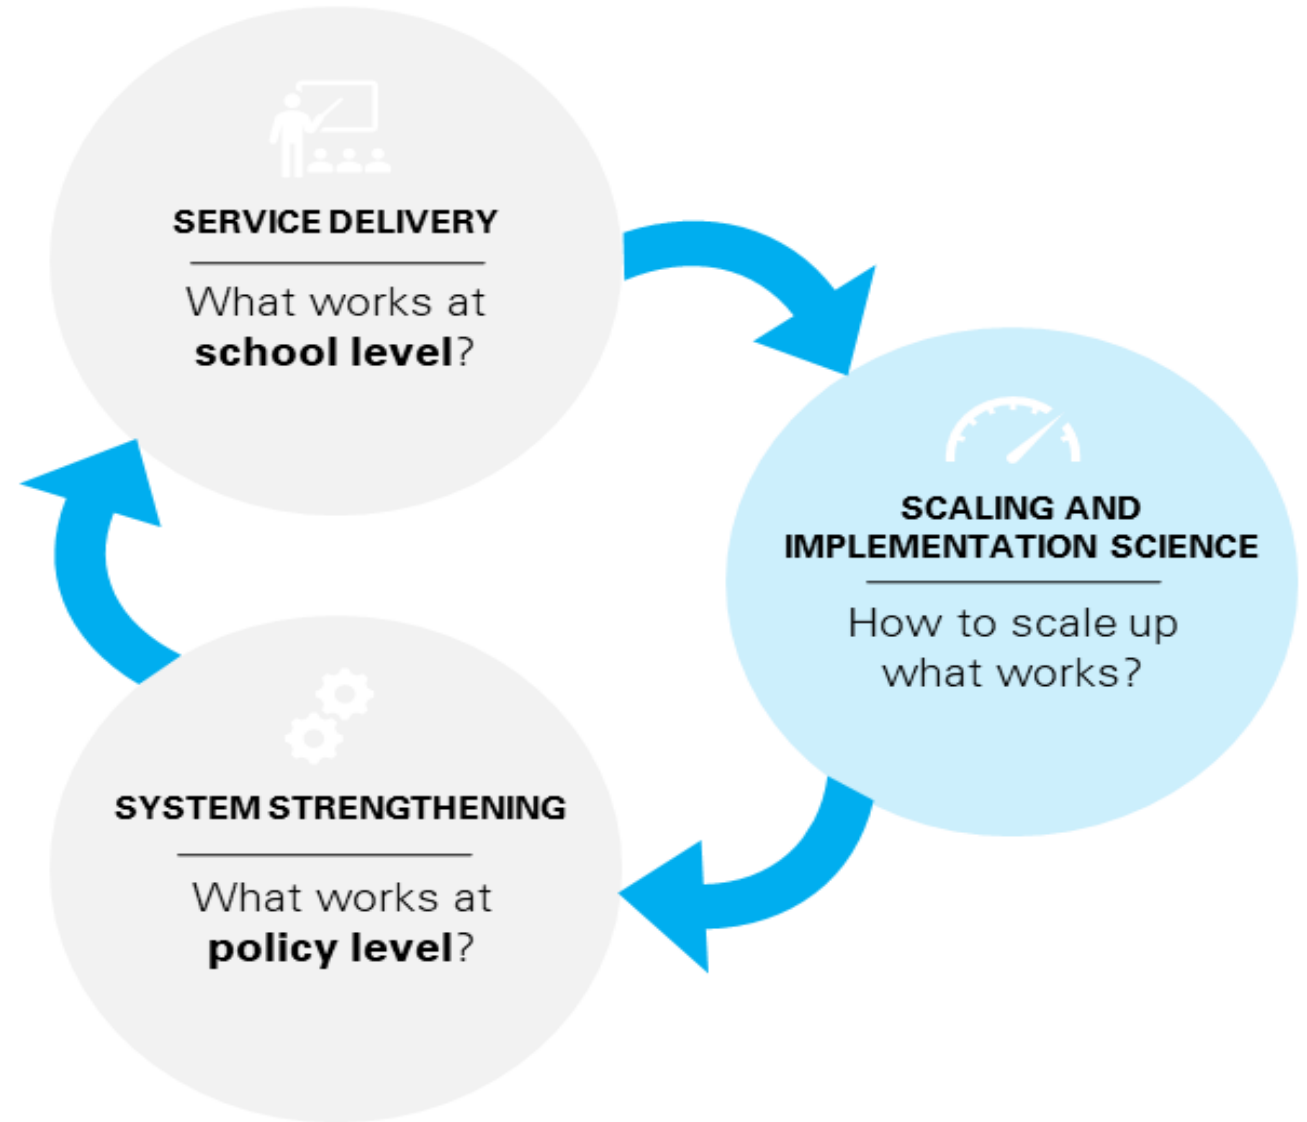 SERVICE DELIVERY
What works at
school level?
SCALING AND
IMPLEMENTATION SCIENCE
How to scale up
what works?
SYSTEM STRENGTHENING
What works at
policy level?